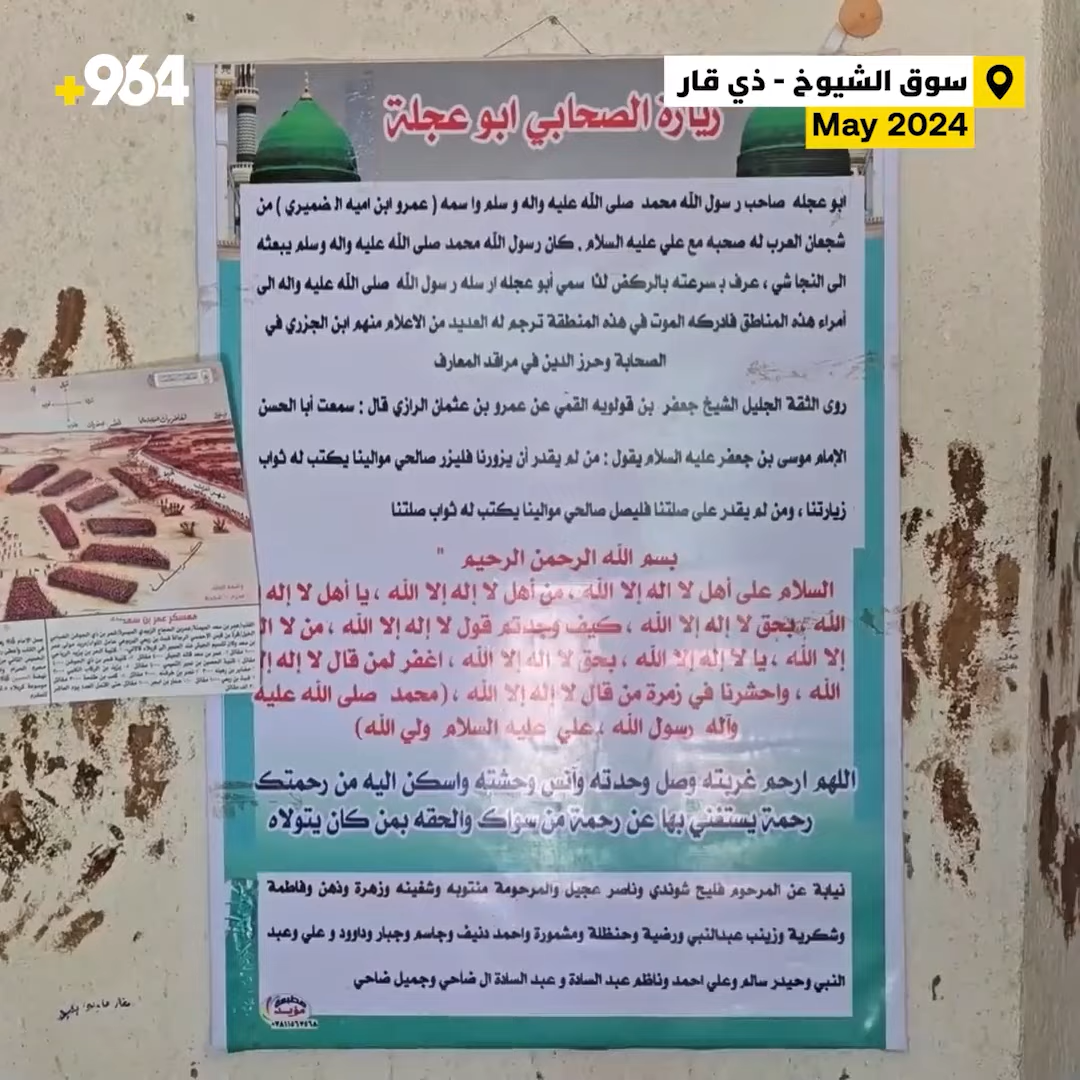 +964
سوق الشيوخ - ذي قار
May 2024
زيارة الصحابي ابو عجلة
ابو عجله صاحب رسول الله محمد صلى الله عليه واله وسلم واسمه (عمرو ابن اميه الضميري) من
شجعان العرب له صحبه مع علي عليه السلام . كان رسول الله محمد صلى الله عليه واله وسلم يبعثه
الى النجاشي ، عرف بسرعته بالركض لذا سمي أبو عجله ارسله رسول الله صلى الله عليه واله الى
أمراء هذه المناطق فادركه الموت في هذه المنطقة ترجم له العديد من الاعلام منهم ابن الجزري في
الصحابة وحرز الدين في مراقد المعارف
روى الثقة الجليل الشيخ جعفر بن قولويه القمي عن عمرو بن عثمان الرازي قال : سمعت أبا الحسن
الإمام موسى بن جعفر عليه السلام يقول : من لم يقدر أن يزورنا فليزر صالحي موالينا يكتب له ثواب
زيارتنا ، ومن لم يقدر على صلتنا فليصل صالحي موالينا يكتب له ثواب صلتنا
بسم الله الرحمن الرحيم "
السلام على أهل لا اله إلا الله ، من أهل لا إله إلا الله ، يا أهل لا إله
الله ، بحق لا إله إلا الله ، كيف وجدتم قول لا إله إلا الله ، من لا ال
إلا الله ، يا لا إله إلا الله ، بحق لا اله إلا الله ، اغفر لمن قال لا إله إ
الله ، واحشرنا في زمرة من قال لا إله إلا الله ، (محمد صلى الله عليه
وآله رسول الله ، علي عليه السلام ولي الله)
اللهم ارحم غربته وصل وحدته وآنس وحشته واسكن اليه من رحمتك
رحمة يستغني بها عن رحمة من سواك والحقه بمن كان يتولاه
نيابة عن المرحوم فليح شوندي وناصر عجيل والمرحومة منتوبه وشغينه وزهرة وذهن وفاطمة
وشكرية وزينب عبدالنبي ورضية وحنظلة ومشمورة واحمد دنيف وجاسم وجبار وداوود و علي وعبد
النبي وحيدر سالم وعلي احمد وناظم عبد السادة و عبد السادة ال ضاحي وجميل ضاحي
مطبعة
مؤيد
معسكر عمر بن سعد